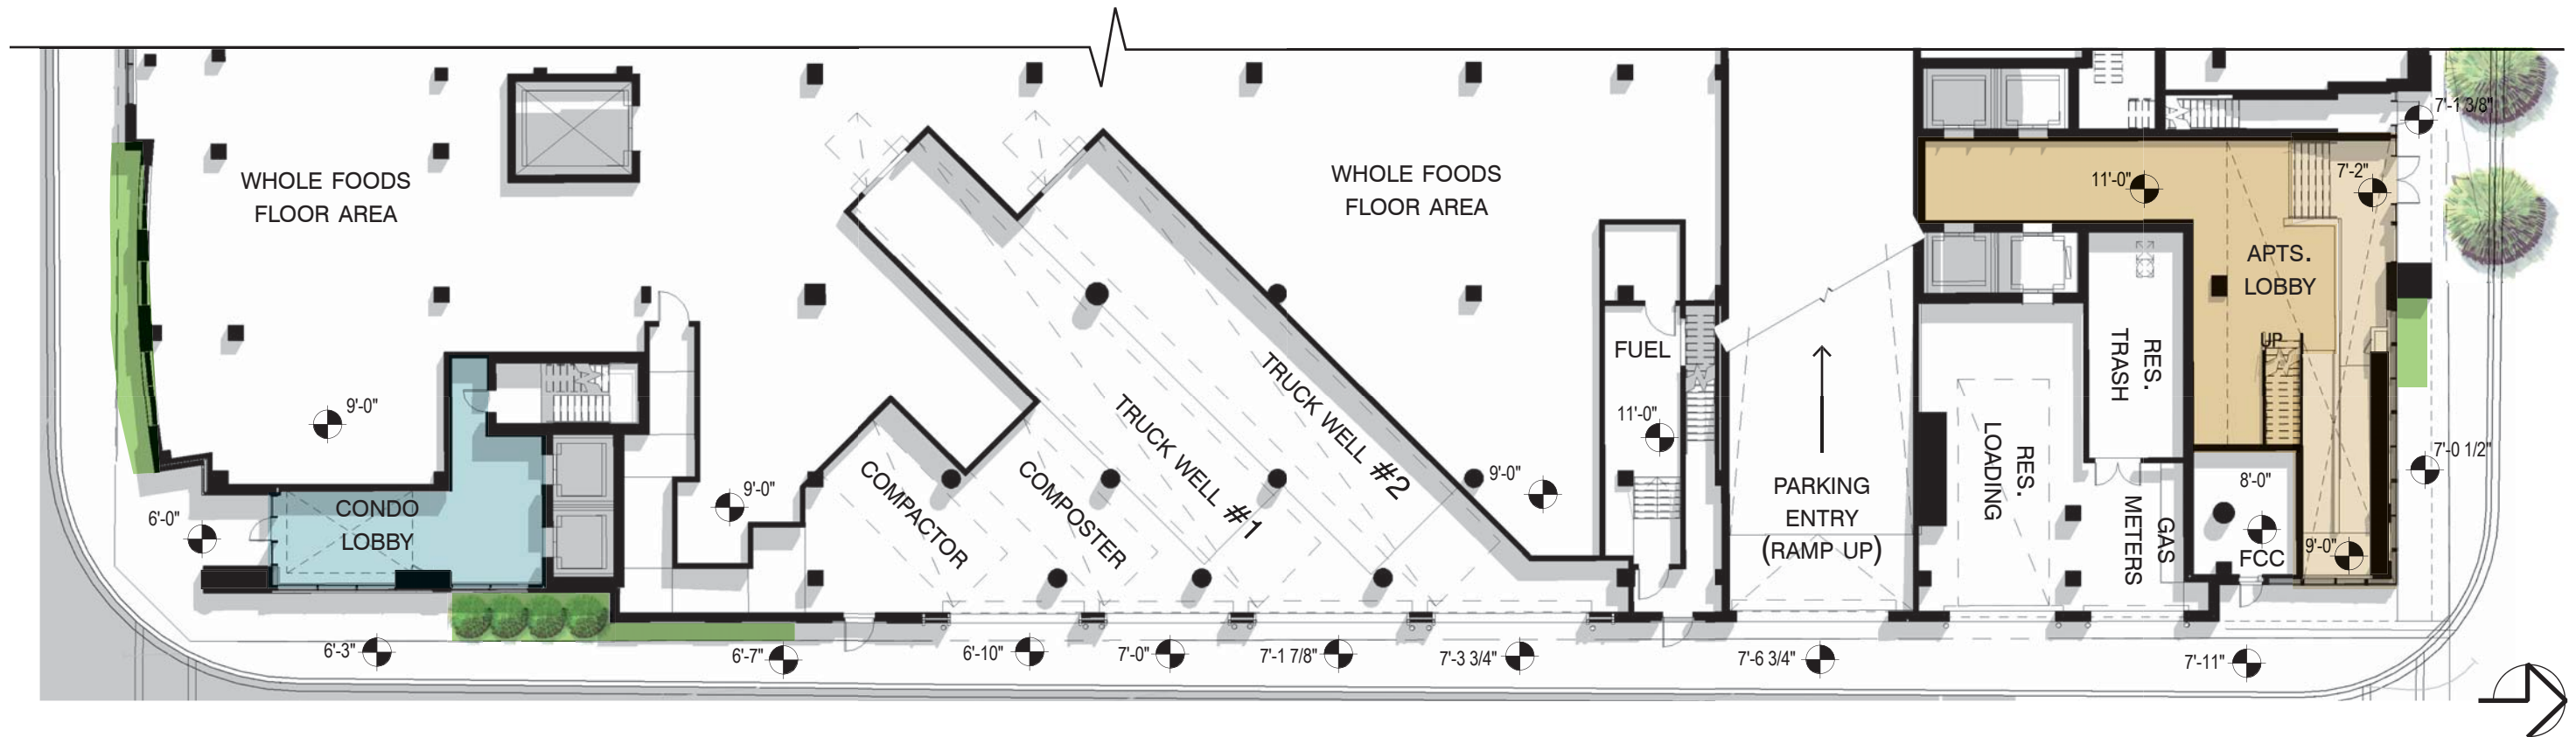 7'-1 3/8"
WHOLE FOODS
FLOOR AREA
WHOLE FOODS
FLOOR AREA
11'-0"
7'-2"
APTS.
LOBBY
UP
FUEL
11'-0"
RES.
TRASH
9'-0"
TRUCK WELL #1
TRUCK WELL #2
COMPACTOR
COMPOSTER
9'-0"
9'-0"
PARKING
ENTRY
(RAMP UP)
RES.
LOADING
GAS
METERS
8'-0"
FCC
9'-0"
7'-0 1/2"
CONDO
LOBBY
6'-0"
6'-3"
6'-7"
6'-10"
7'-0"
7'-1 7/8"
7'-3 3/4"
7'-6 3/4"
7'-11"